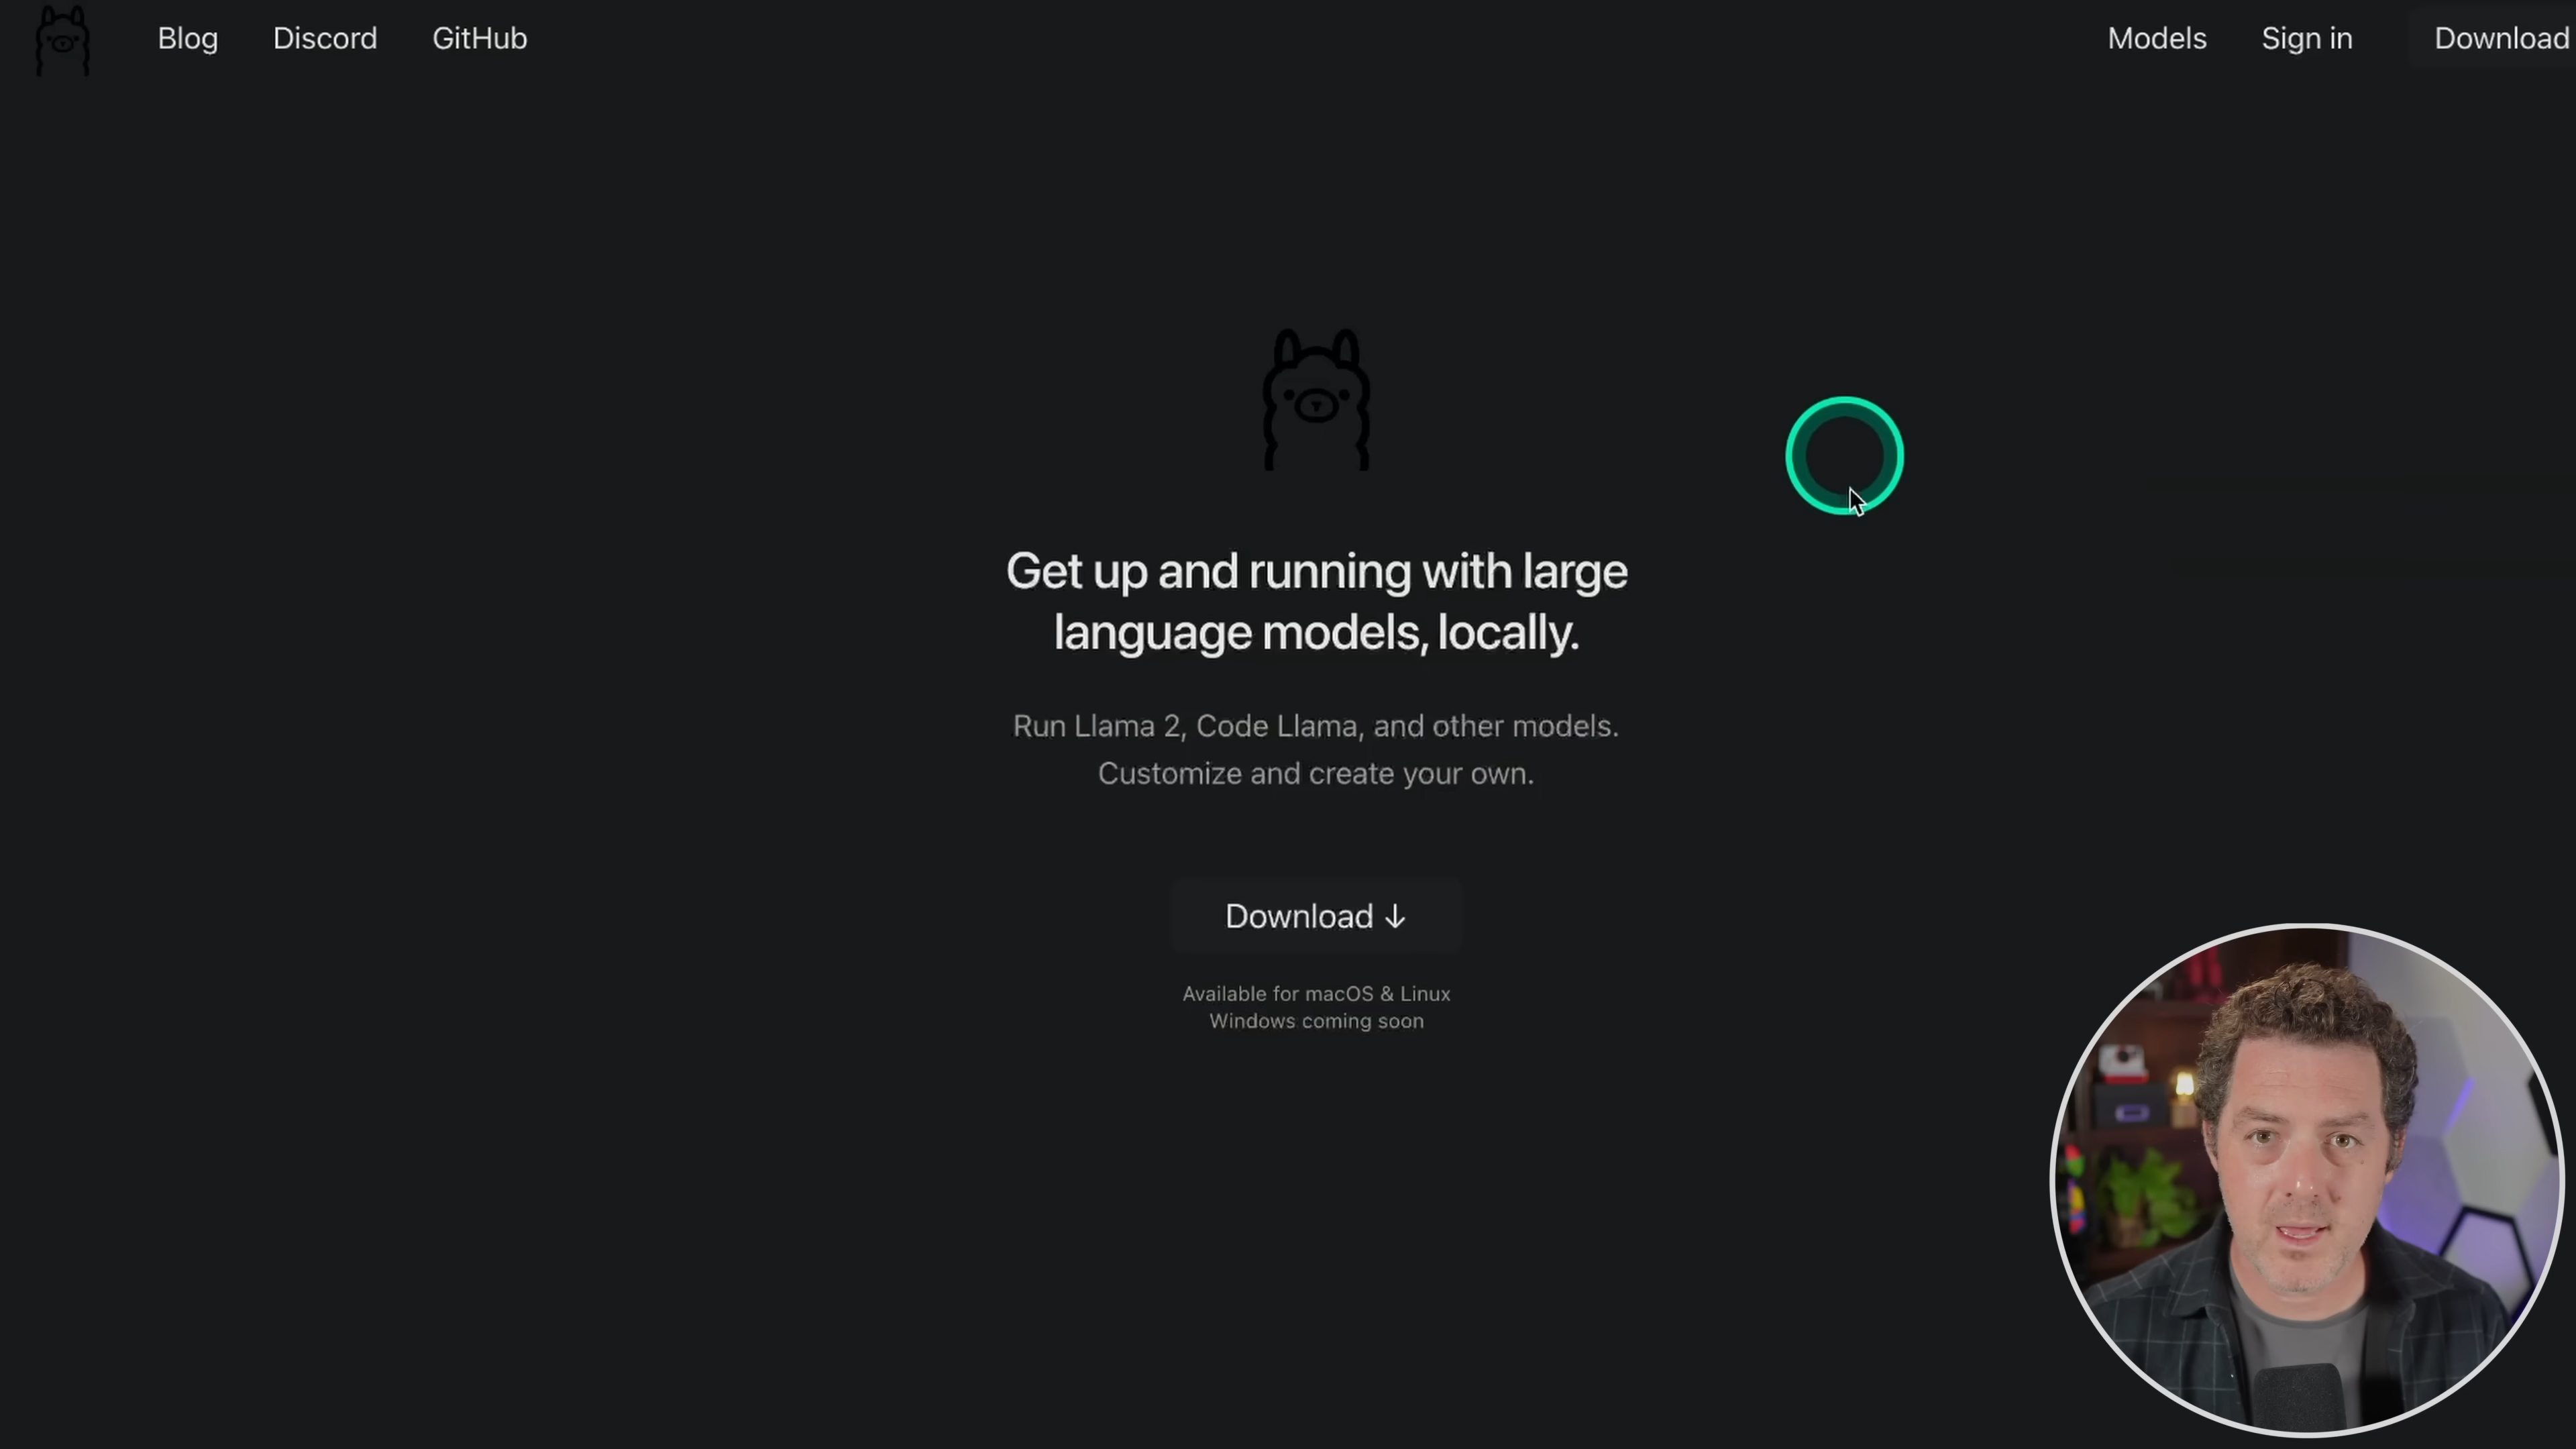 Blog Discord GitHub Models Sign in Download
Get up and running with large
language models, locally.
Run Llama 2, Code Llama, and other models.
Customize and create your own.
Download ↓
Available for macOS & Linux
Windows coming soon